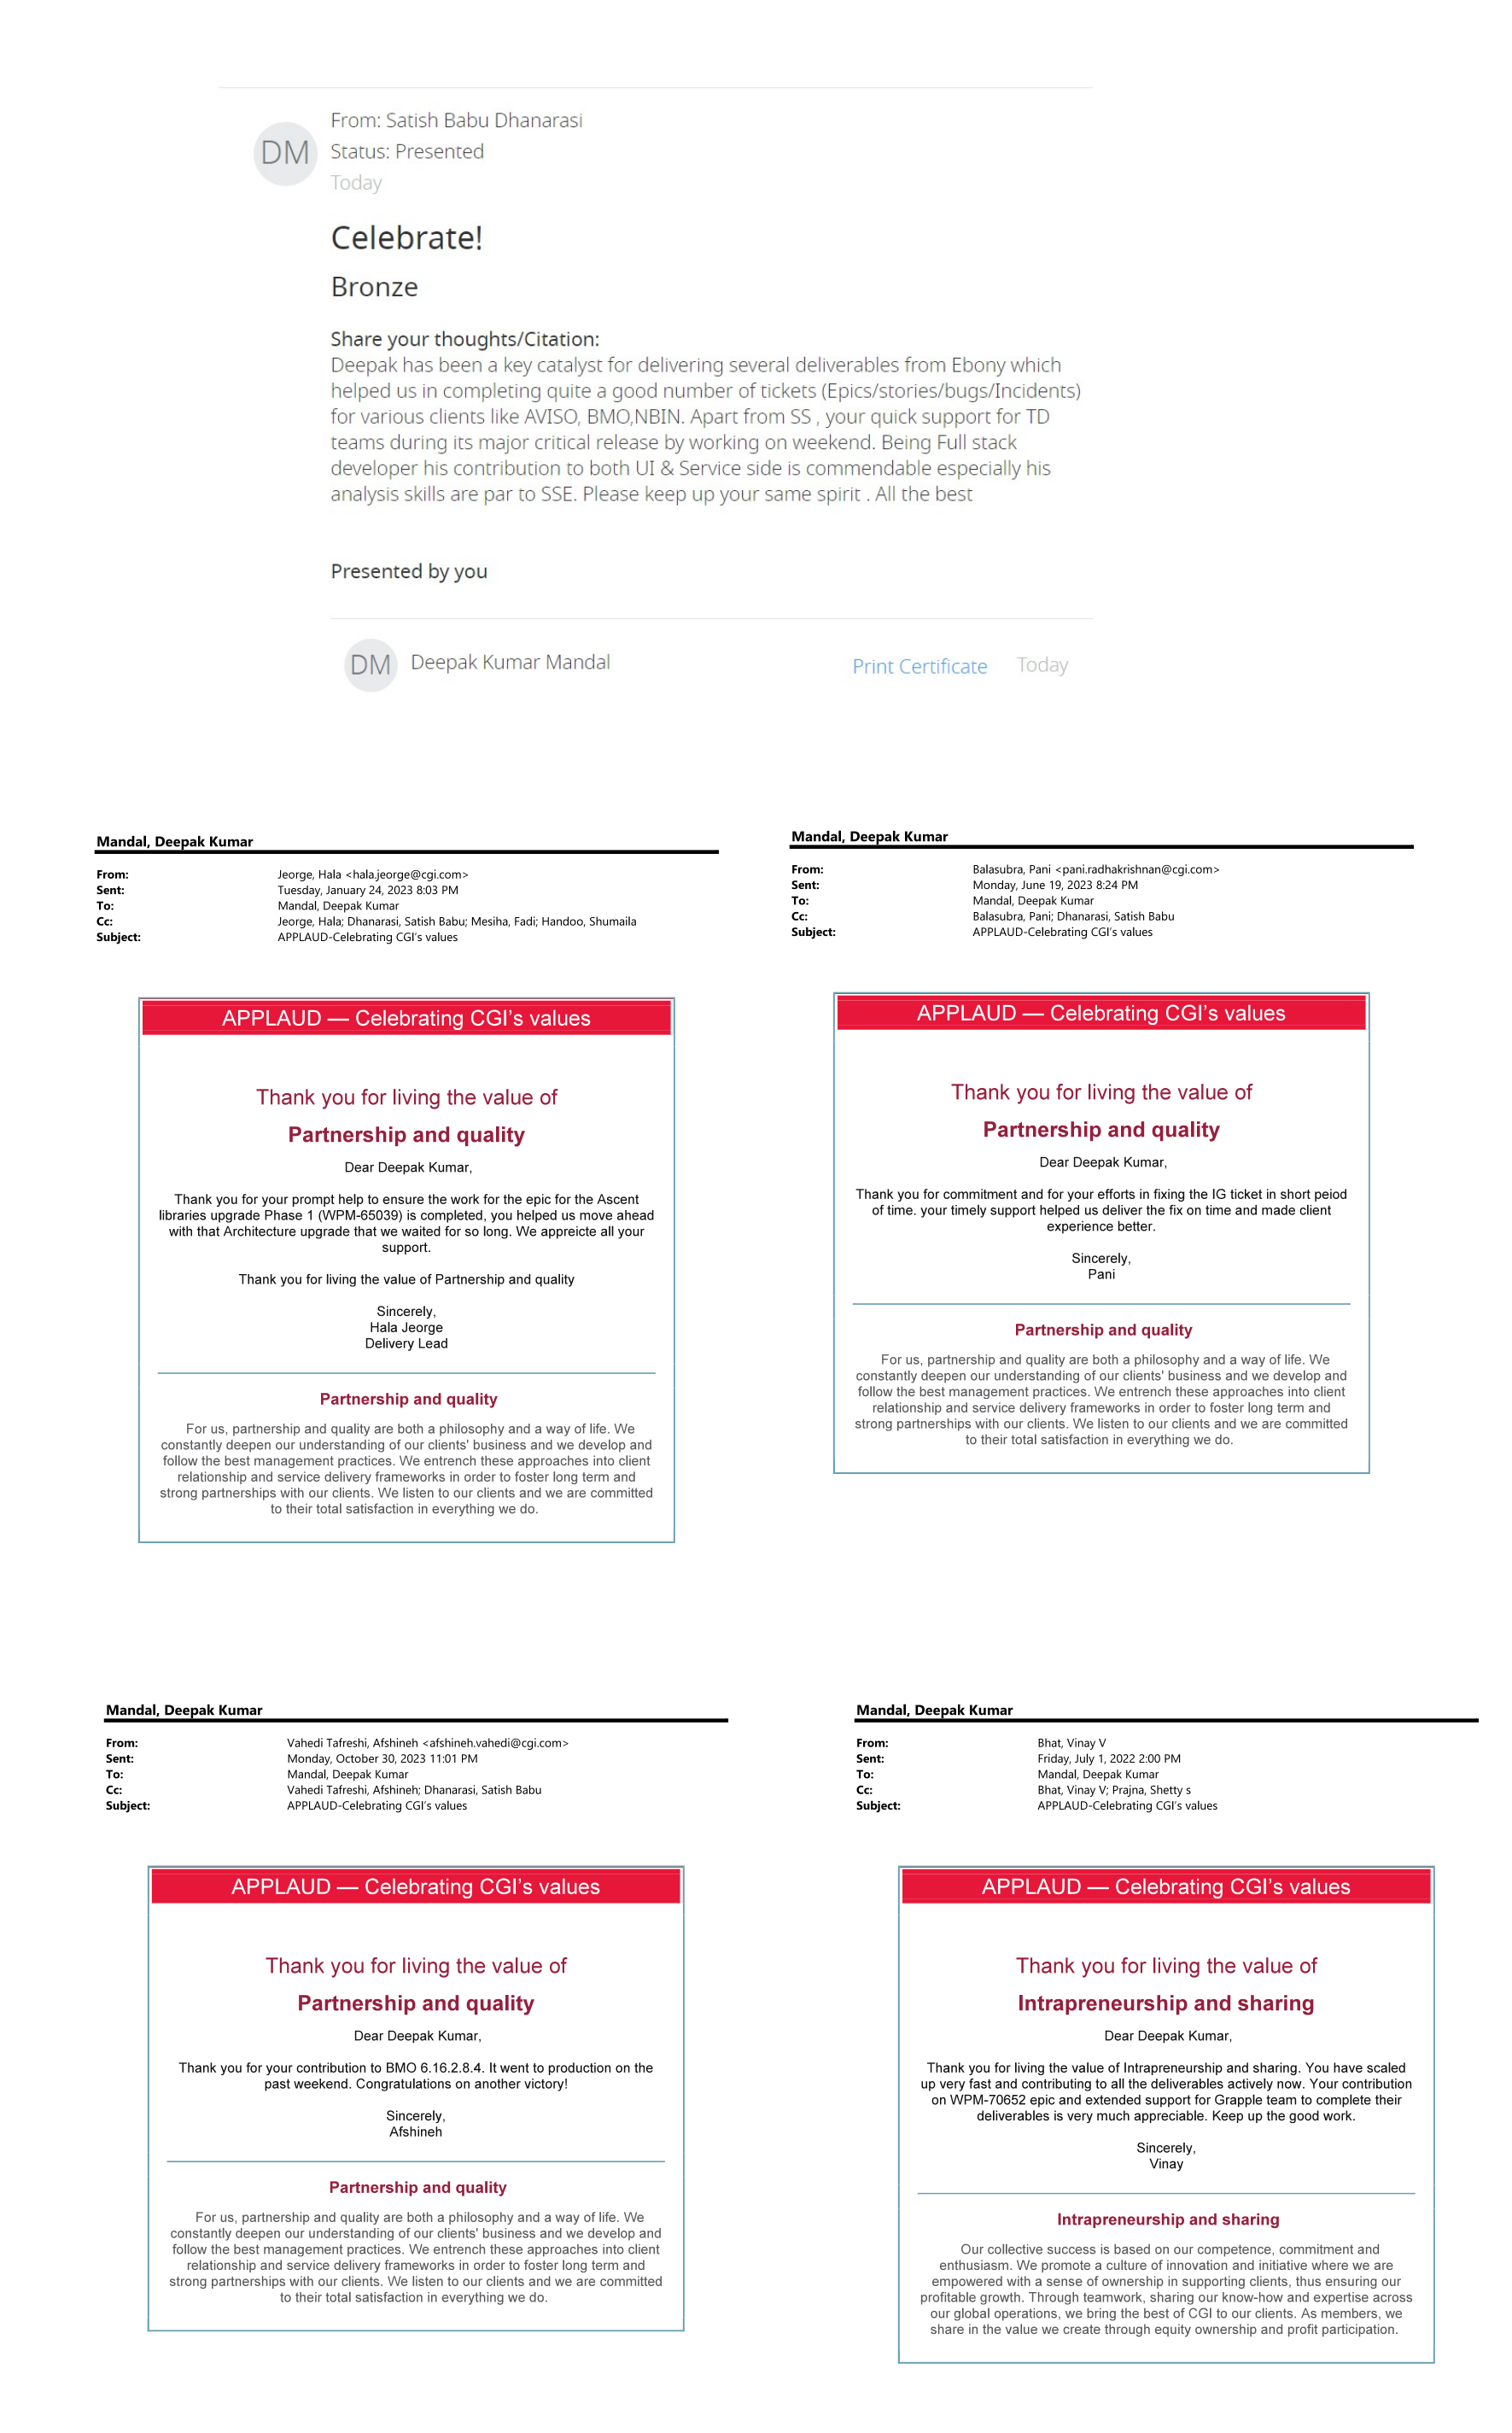 DM
From: Satish Babu Dhanarasi
Status: Presented
Today
Celebrate!
Bronze
Share your thoughts/Citation:
Deepak has been a key catalyst for delivering several deliverables from Ebony which
helped us in completing quite a good number of tickets (Epics/stories/bugs/Incidents)
for various clients like AVISO, BMO,NBIN. Apart from SS , your quick support for TD
teams during its major critical release by working on weekend. Being Full stack
developer his contribution to both UI & Service side is commendable especially his
analysis skills are par to SSE. Please keep up your same spirit . All the best
Presented by you
DM Deepak Kumar Mandal Print Certificate Today
Mandal, Deepak Kumar
From: Jeorge, Hala <hala.jeorge@cgi.com>
Sent: Tuesday, January 24, 2023 8:03 PM
To: Mandal, Deepak Kumar
Cc: Jeorge, Hala; Dhanarasi, Satish Babu; Mesiha, Fadi; Handoo, Shumaila
Subject: APPLAUD-Celebrating CGI's values
APPLAUD — Celebrating CGI's values
Thank you for living the value of
Partnership and quality
Dear Deepak Kumar,
Thank you for your prompt help to ensure the work for the epic for the Ascent
libraries upgrade Phase 1 (WPM-65039) is completed, you helped us move ahead
with that Architecture upgrade that we waited for so long. We appreicte all your
support.
Thank you for living the value of Partnership and quality
Sincerely,
Hala Jeorge
Delivery Lead
Partnership and quality
For us, partnership and quality are both a philosophy and a way of life. We
constantly deepen our understanding of our clients' business and we develop and
follow the best management practices. We entrench these approaches into client
relationship and service delivery frameworks in order to foster long term and
strong partnerships with our clients. We listen to our clients and we are committed
to their total satisfaction in everything we do.
Mandal, Deepak Kumar
From: Balasubra, Pani <pani.radhakrishnan@cgi.com>
Sent: Monday, June 19, 2023 8:24 PM
To: Mandal, Deepak Kumar
Cc: Balasubra, Pani; Dhanarasi, Satish Babu
Subject: APPLAUD-Celebrating CGI's values
APPLAUD — Celebrating CGI's values
Thank you for living the value of
Partnership and quality
Dear Deepak Kumar,
Thank you for commitment and for your efforts in fixing the IG ticket in short peiod
of time. your timely support helped us deliver the fix on time and made client
experience better.
Sincerely,
Pani
Partnership and quality
For us, partnership and quality are both a philosophy and a way of life. We
constantly deepen our understanding of our clients' business and we develop and
follow the best management practices. We entrench these approaches into client
relationship and service delivery frameworks in order to foster long term and
strong partnerships with our clients. We listen to our clients and we are committed
to their total satisfaction in everything we do.
Mandal, Deepak Kumar
From: Vahedi Tafreshi, Afshineh <afshineh.vahedi@cgi.com>
Sent: Monday, October 30, 2023 11:01 PM
To: Mandal, Deepak Kumar
Cc: Vahedi Tafreshi, Afshineh; Dhanarasi, Satish Babu
Subject: APPLAUD-Celebrating CGI's values
APPLAUD — Celebrating CGI's values
Thank you for living the value of
Partnership and quality
Dear Deepak Kumar,
Thank you for your contribution to BMO 6.16.2.8.4. It went to production on the
past weekend. Congratulations on another victory!
Sincerely,
Afshineh
Partnership and quality
For us, partnership and quality are both a philosophy and a way of life. We
constantly deepen our understanding of our clients' business and we develop and
follow the best management practices. We entrench these approaches into client
relationship and service delivery frameworks in order to foster long term and
strong partnerships with our clients. We listen to our clients and we are committed
to their total satisfaction in everything we do.
Mandal, Deepak Kumar
From: Bhat, Vinay V
Sent: Friday, July 1, 2022 2:00 PM
To: Mandal, Deepak Kumar
Cc: Bhat, Vinay V; Prajna, Shetty s
Subject: APPLAUD-Celebrating CGI's values
APPLAUD — Celebrating CGI's values
Thank you for living the value of
Intrapreneurship and sharing
Dear Deepak Kumar,
Thank you for living the value of Intrapreneurship and sharing. You have scaled
up very fast and contributing to all the deliverables actively now. Your contribution
on WPM-70652 epic and extended support for Grapple team to complete their
deliverables is very much appreciable. Keep up the good work.
Sincerely,
Vinay
Intrapreneurship and sharing
Our collective success is based on our competence, commitment and
enthusiasm. We promote a culture of innovation and initiative where we are
empowered with a sense of ownership in supporting clients, thus ensuring our
profitable growth. Through teamwork, sharing our know-how and expertise across
our global operations, we bring the best of CGI to our clients. As members, we
share in the value we create through equity ownership and profit participation.